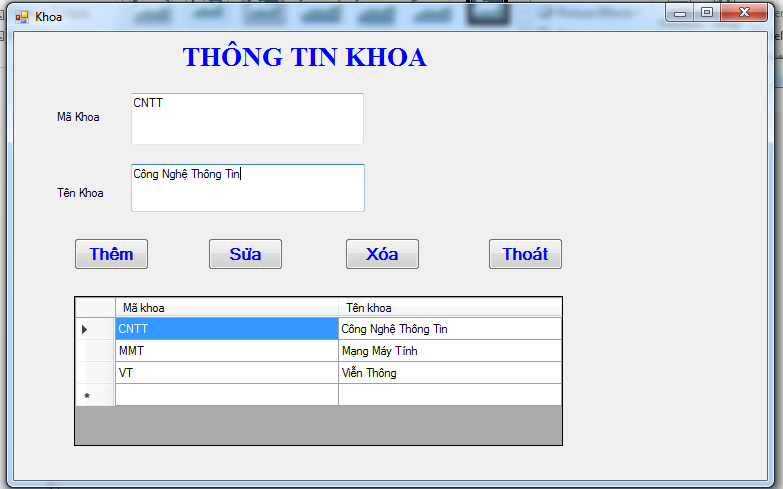 Khoa
THÔNG TIN KHOA
Mã Khoa
CNTT
Tên Khoa
Công Nghệ Thông Tin
Thêm Sửa Xóa Thoát
Mã khoa Tên khoa
CNTT Công Nghệ Thông Tin
MMT Mạng Máy Tính
VT Viễn Thông
*